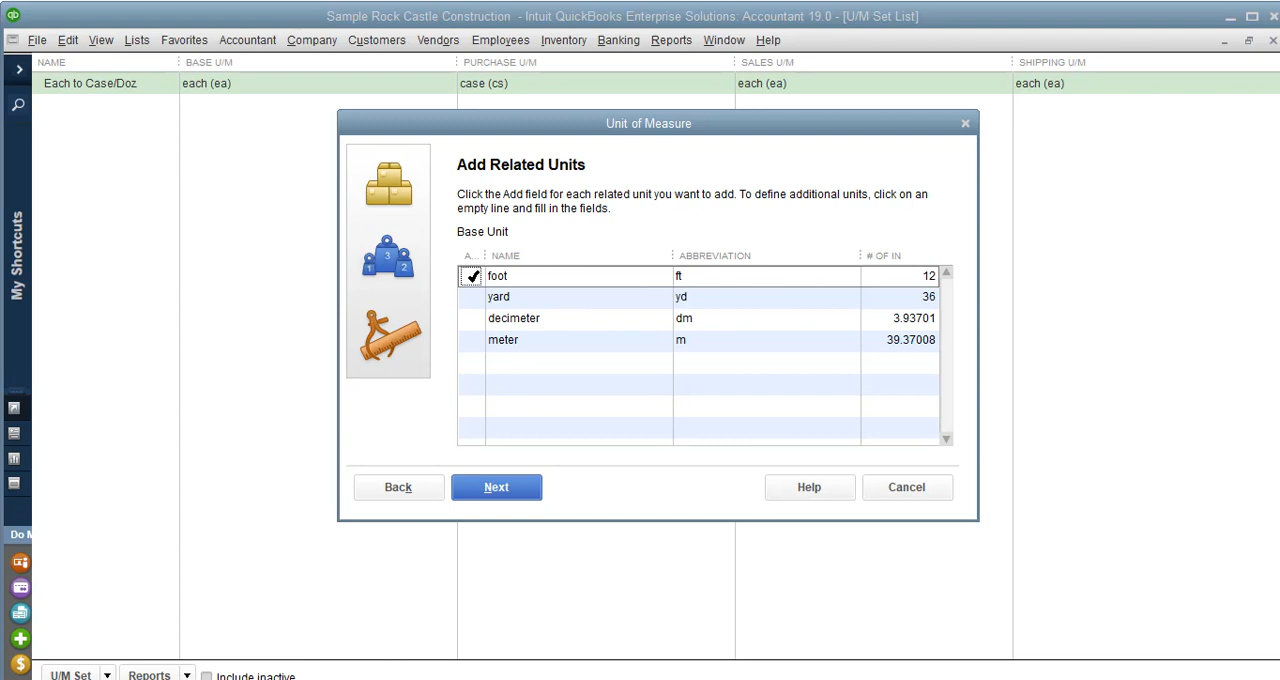 Sample Rock Castle Construction - Intuit QuickBooks Enterprise Solutions: Accountant 19.0 - [U/M Set List]
File Edit View Lists Favorites Accountant Company Customers Vendors Employees Inventory Banking Reports Window Help
NAME BASE U/M PURCHASE U/M SALES U/M SHIPPING U/M
Each to Case/Doz each (ea) case (cs) each (ea) each (ea)
Unit of Measure
Add Related Units
Click the Add field for each related unit you want to add. To define additional units, click on an
empty line and fill in the fields.
Base Unit
A... NAME ABBREVIATION # OF IN
foot ft 12
yard yd 36
decimeter dm 3.93701
meter m 39.37008
1 3 2
Back Next Help Cancel
My Shortcuts
Do M
U/M Set Reports Include inactive